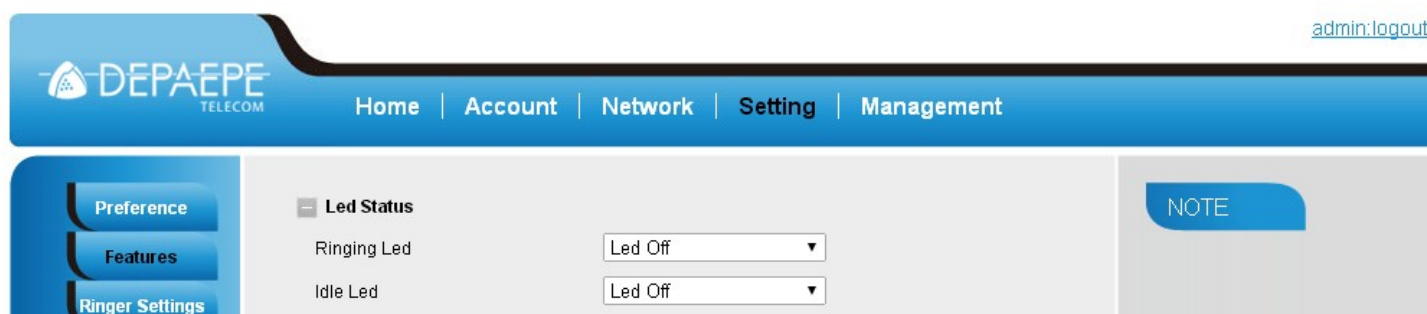 admin:logout
DEPAEPE
TELECOM
Home | Account | Network | Setting | Management
Preference
Features
Ringer Settings
Led Status
Ringing Led Led Off
Idle Led Led Off
NOTE